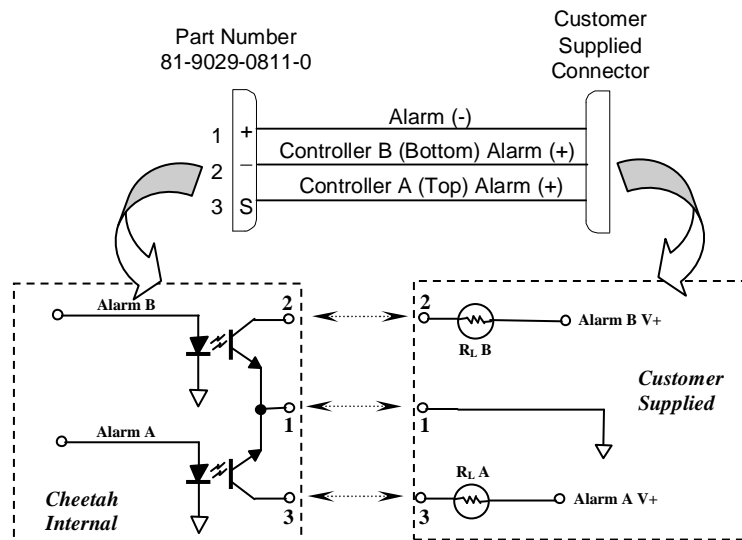 Part Number
81-9029-0811-0
Customer
Supplied
Connector
1 + Alarm (-)
2 – Controller B (Bottom) Alarm (+)
3 S Controller A (Top) Alarm (+)
Alarm B
2
2
Alarm B V+
R_L B
1
1
Customer
Supplied
Alarm A
R_L A
3
3
Alarm A V+
Cheetah
Internal